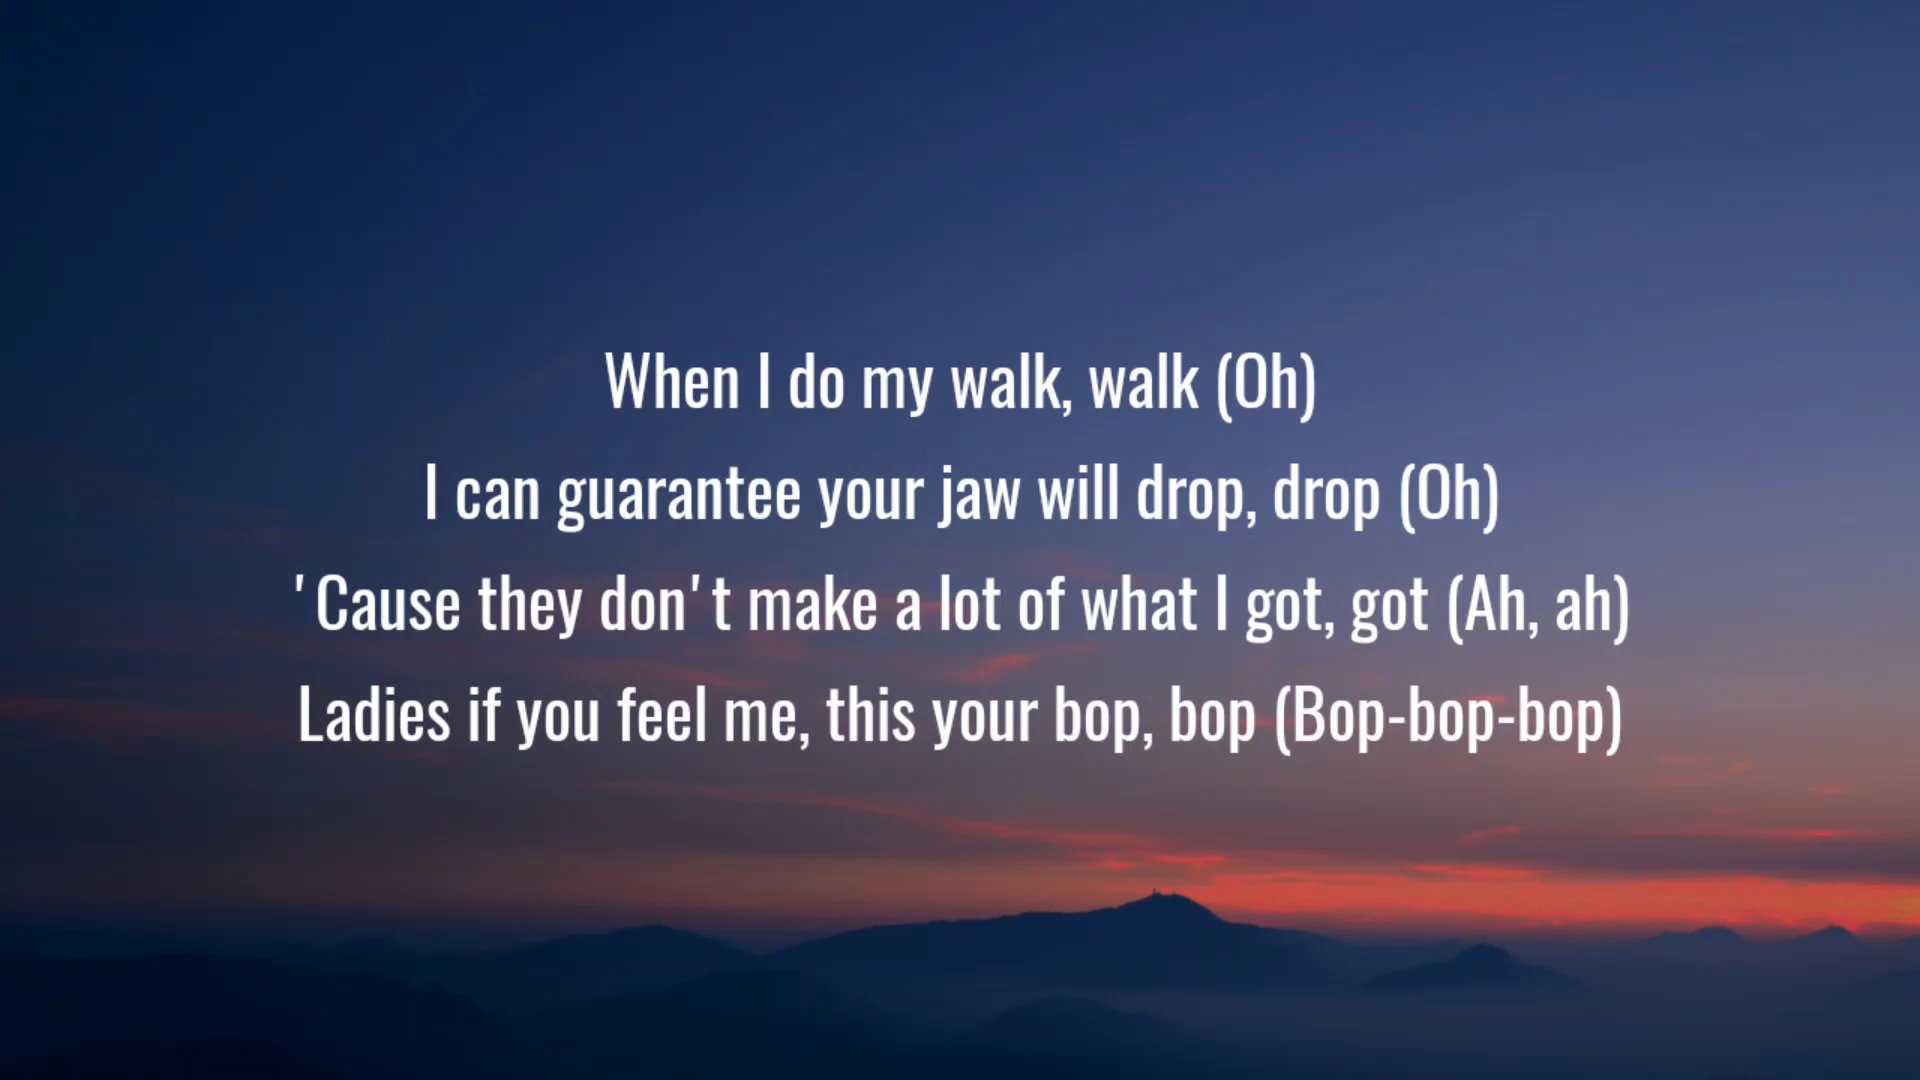 When I do my walk, walk (Oh)
I can guarantee your jaw will drop, drop (Oh)
'Cause they don't make a lot of what I got, got (Ah, ah)
Ladies if you feel me, this your bop, bop (Bop-bop-bop)